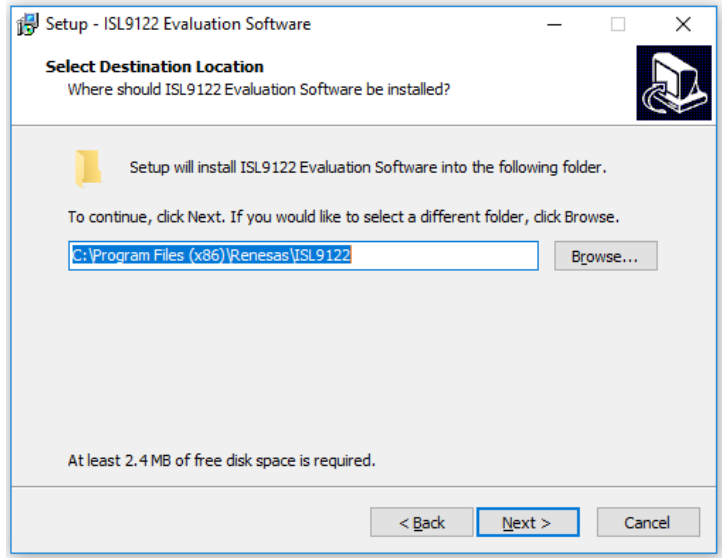 Setup - ISL9122 Evaluation Software
Select Destination Location
Where should ISL9122 Evaluation Software be installed?
Setup will install ISL9122 Evaluation Software into the following folder.
To continue, click Next. If you would like to select a different folder, click Browse.
C:\Program Files (x86)\Renesas\ISL9122
Browse...
At least 2.4 MB of free disk space is required.
< Back
Next >
Cancel